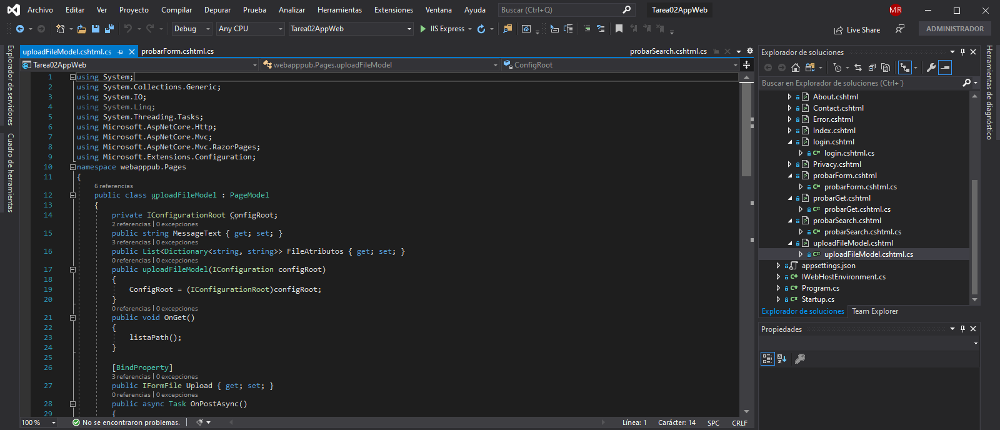 Archivo Editar Ver Proyecto Compilar Depurar Prueba Analizar Herramientas Extensiones Ventana Ayuda Buscar (Ctrl+Q) Tarea02AppWeb MR
Debug Any CPU Tarea02AppWeb IIS Express Live Share ADMINISTRADOR
Explorador de servidores
Cuadro de herramientas
uploadFileModel.cshtml.cs probarForm.cshtml.cs probarSearch.cshtml.cs
Tarea02AppWeb webapppub.Pages.uploadFileModel ConfigRoot
1 using System;
2 using System.Collections.Generic;
3 using System.IO;
4 using System.Linq;
5 using System.Threading.Tasks;
6 using Microsoft.AspNetCore.Http;
7 using Microsoft.AspNetCore.Mvc;
8 using Microsoft.AspNetCore.Mvc.RazorPages;
9 using Microsoft.Extensions.Configuration;
10 namespace webapppub.Pages
11 {
6 referencias
12 public class uploadFileModel : PageModel
13 {
14 private IConfigurationRoot ConfigRoot;
2 referencias | 0 excepciones
15 public string MessageText { get; set; }
3 referencias | 0 excepciones
16 public List<Dictionary<string, string>> FileAtributos { get; set; }
0 referencias | 0 excepciones
17 public uploadFileModel(IConfiguration configRoot)
18 {
19 ConfigRoot = (IConfigurationRoot)configRoot;
20 }
0 referencias | 0 excepciones
21 public void OnGet()
22 {
23 listaPath();
24 }
25
26 [BindProperty]
3 referencias | 0 excepciones
27 public IFormFile Upload { get; set; }
0 referencias | 0 excepciones
28 public async Task OnPostAsync()
29 {
100 % No se encontraron problemas. Línea: 1 Carácter: 14 SPC CRLF
Explorador de soluciones
Buscar en Explorador de soluciones (Ctrl+´)
About.cshtml
Contact.cshtml
Error.cshtml
Index.cshtml
login.cshtml
C# login.cshtml.cs
Privacy.cshtml
probarForm.cshtml
C# probarForm.cshtml.cs
probarGet.cshtml
C# probarGet.cshtml.cs
probarSearch.cshtml
C# probarSearch.cshtml.cs
uploadFileModel.cshtml
C# uploadFileModel.cshtml.cs
appsettings.json
C# IWebHostEnvironment.cs
C# Program.cs
C# Startup.cs
Explorador de soluciones Team Explorer
Propiedades
Herramientas de diagnóstico